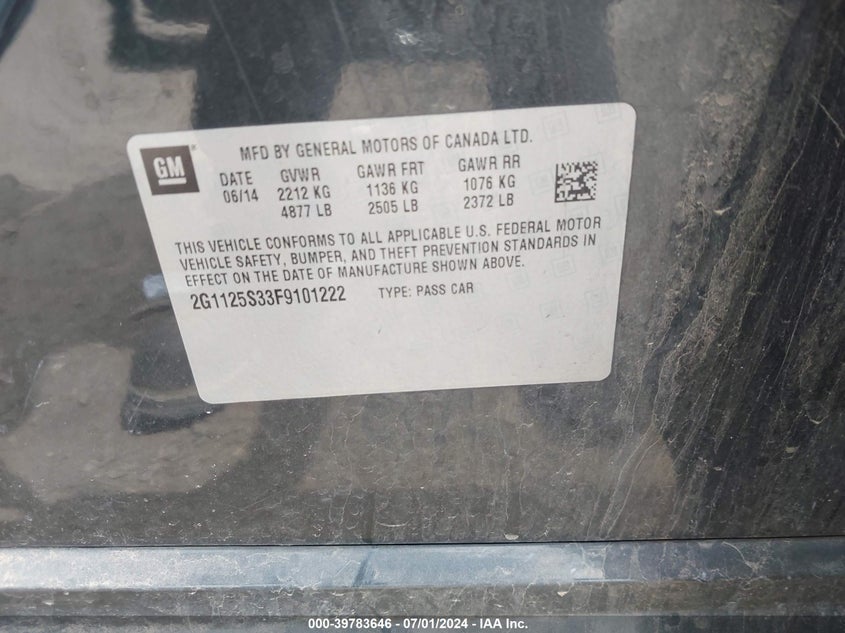 GM
MFD BY GENERAL MOTORS OF CANADA LTD.
DATE GVWR GAWR FRT GAWR RR
06/14 2212 KG 1136 KG 1076 KG
4877 LB 2505 LB 2372 LB
THIS VEHICLE CONFORMS TO ALL APPLICABLE U.S. FEDERAL MOTOR
VEHICLE SAFETY, BUMPER, AND THEFT PREVENTION STANDARDS IN
EFFECT ON THE DATE OF MANUFACTURE SHOWN ABOVE.
2G1125S33F9101222 TYPE: PASS CAR
000-39783646 - 07/01/2024 - IAAI.com